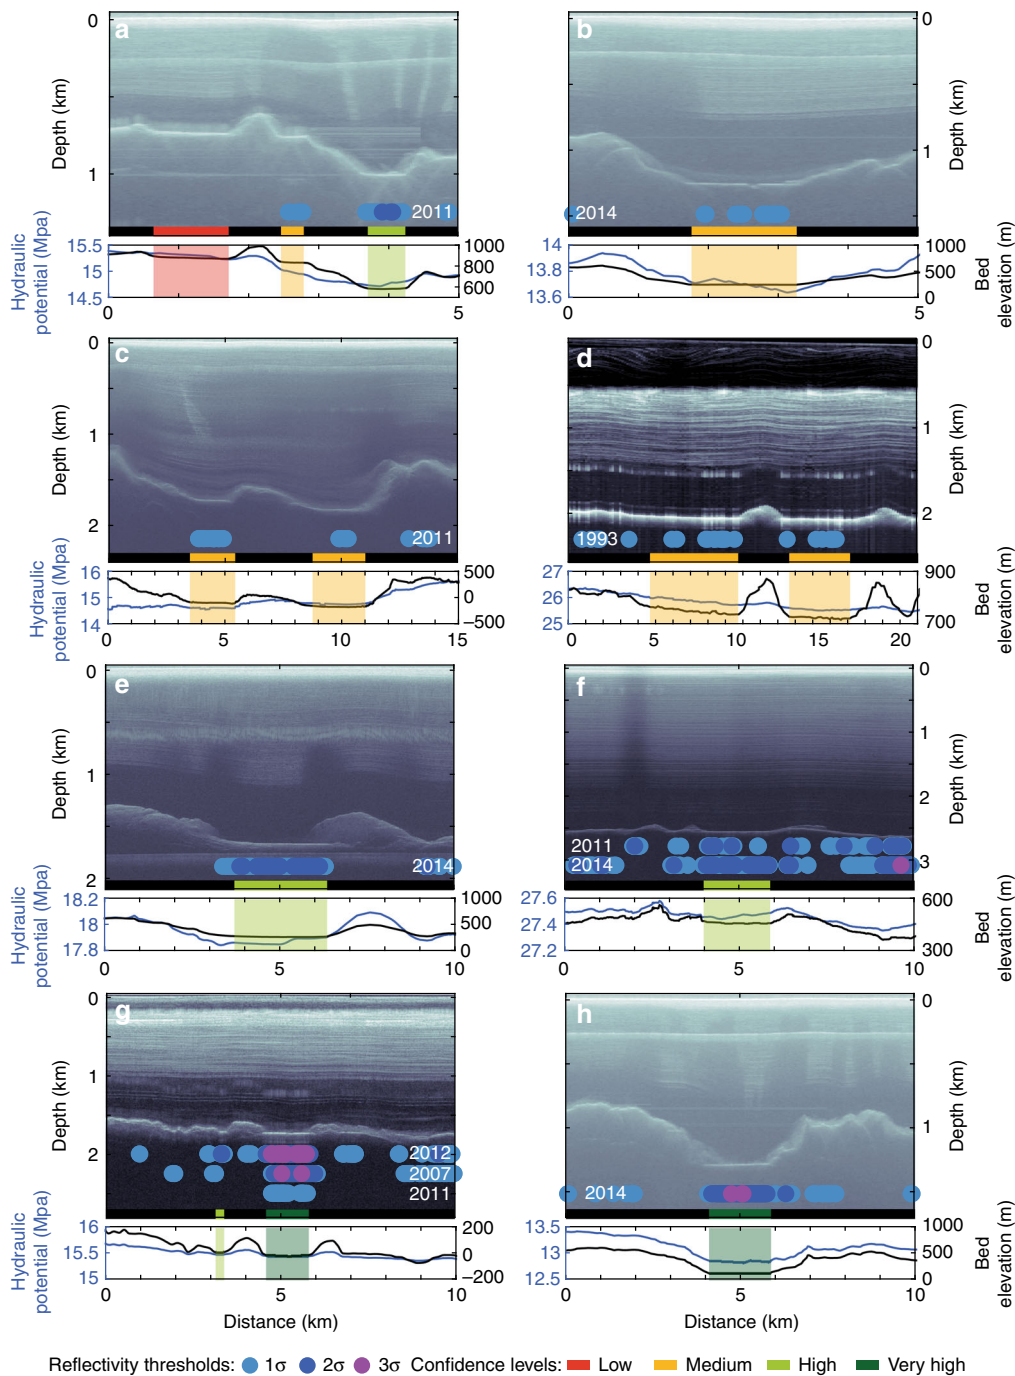 a
0
Depth (km)
1
2011
Hydraulic
potential (Mpa)
15.5
15
14.5
1000
800
600
0
5
b
0
Depth (km)
1
2014
14
13.8
13.6
1000
500
0
Bed
elevation (m)
0
5
c
0
Depth (km)
1
2
2011
Hydraulic
potential (Mpa)
16
15
14
500
0
–500
0
5
10
15
d
0
Depth (km)
1
2
1993
27
26
25
900
700
Bed
elevation (m)
0
5
10
15
20
e
0
Depth (km)
1
2
2014
Hydraulic
potential (Mpa)
18.2
18
17.8
1000
500
0
0
5
10
f
0
Depth (km)
1
2
3
2011
2014
27.6
27.4
27.2
600
300
Bed
elevation (m)
0
5
10
g
0
Depth (km)
1
2
2012
2007
2011
Hydraulic
potential (Mpa)
16
15.5
15
200
0
–200
0
5
10
Distance (km)
h
0
Depth (km)
1
2014
13.5
13
12.5
1000
500
0
Bed
elevation (m)
0
5
10
Distance (km)
Reflectivity thresholds: 1σ 2σ 3σ Confidence levels: Low Medium High Very high